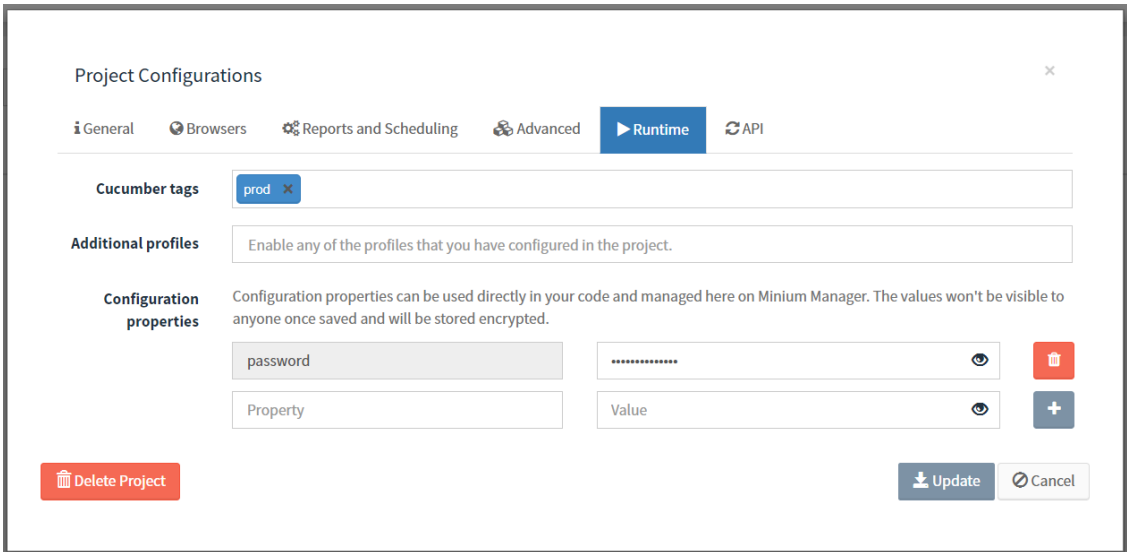 Project Configurations
×
General Browsers Reports and Scheduling Advanced Runtime API
Cucumber tags prod ×
Additional profiles Enable any of the profiles that you have configured in the project.
Configuration properties
Configuration properties can be used directly in your code and managed here on Minium Manager. The values won't be visible to
anyone once saved and will be stored encrypted.
password ••••••••••••••
Property Value
Delete Project Update Cancel